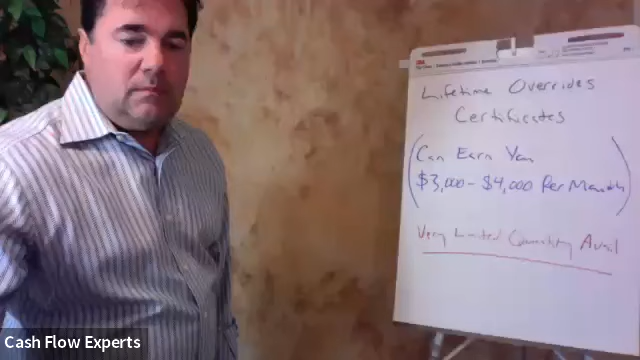 Lifetime Overrides
Certificates
(Can Earn You
$3,000 - $4,000 Per Month)
Very Limited Quantity Avail
Cash Flow Experts